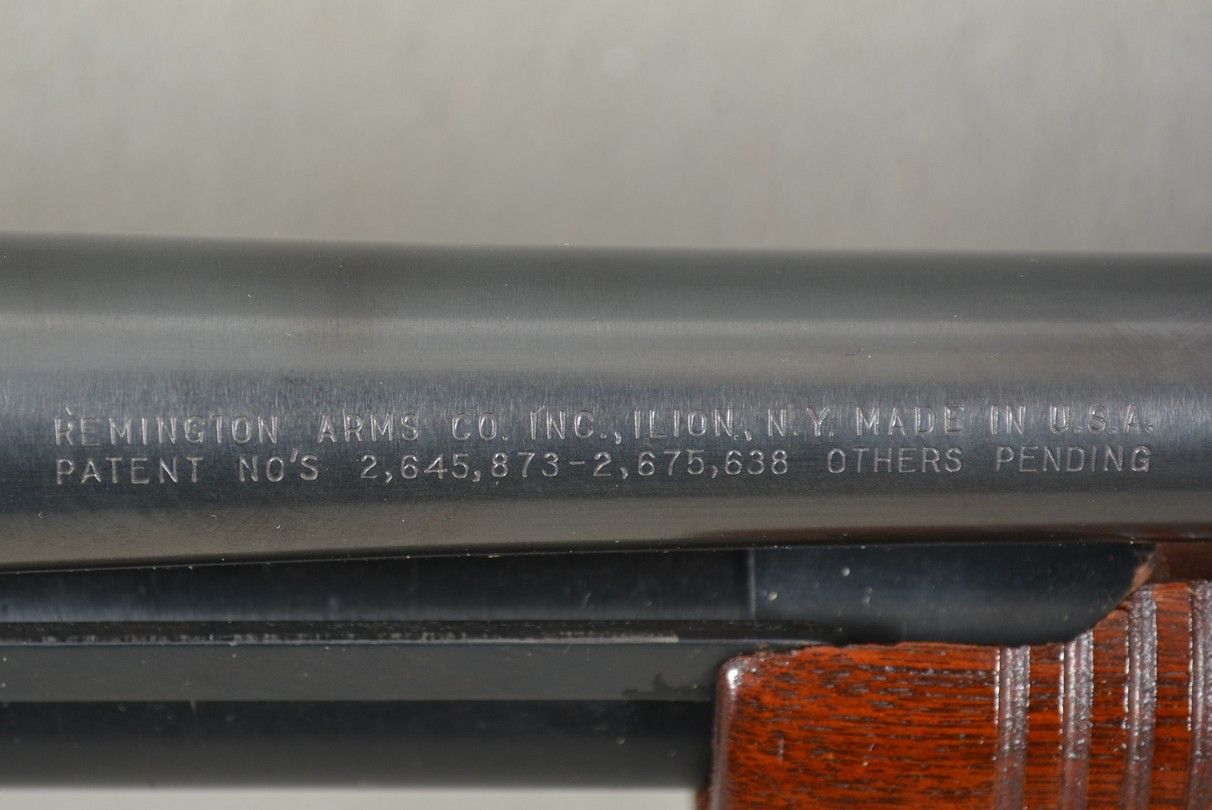 REMINGTON ARMS CO. INC., ILION, N.Y. MADE IN U.S.A.
PATENT NO'S 2,645,873-2,675,638 OTHERS PENDING